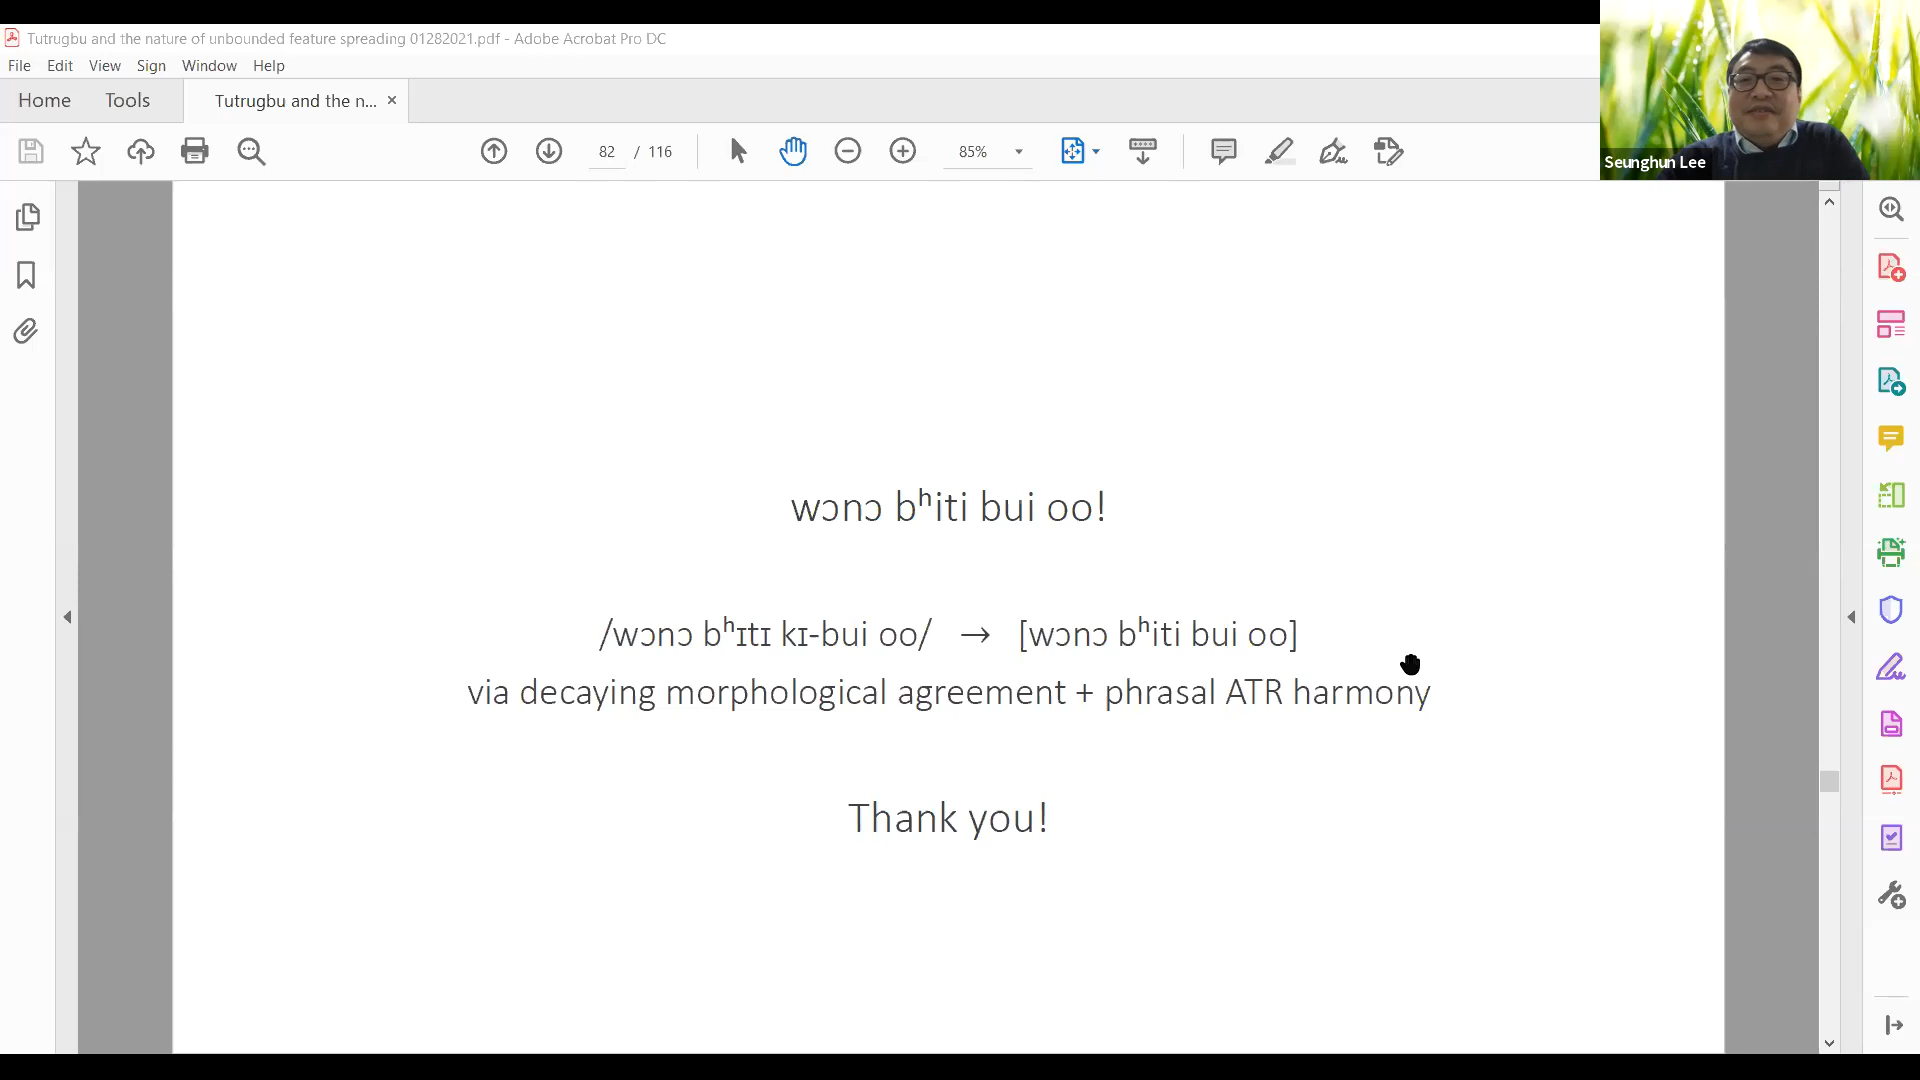 Tutrugbu and the nature of unbounded feature spreading 01282021.pdf - Adobe Acrobat Pro DC
File Edit View Sign Window Help
Home Tools Tutrugbu and the n... ×
82 / 116 85%
Seunghun Lee
wɔnɔ bʰiti bui oo!
/wɔnɔ bʰɪtɪ kɪ-bui oo/ → [wɔnɔ bʰiti bui oo]
via decaying morphological agreement + phrasal ATR harmony
Thank you!